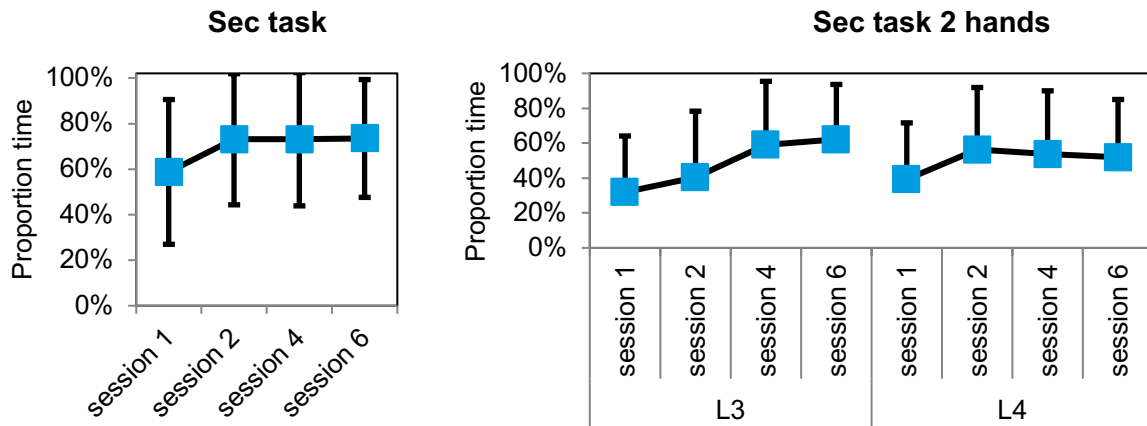 Sec task
Proportion time
100%
80%
60%
40%
20%
0%
session 1
session 2
session 4
session 6
Sec task 2 hands
Proportion time
100%
80%
60%
40%
20%
0%
session 1
session 2
session 4
session 6
session 1
session 2
session 4
session 6
L3
L4